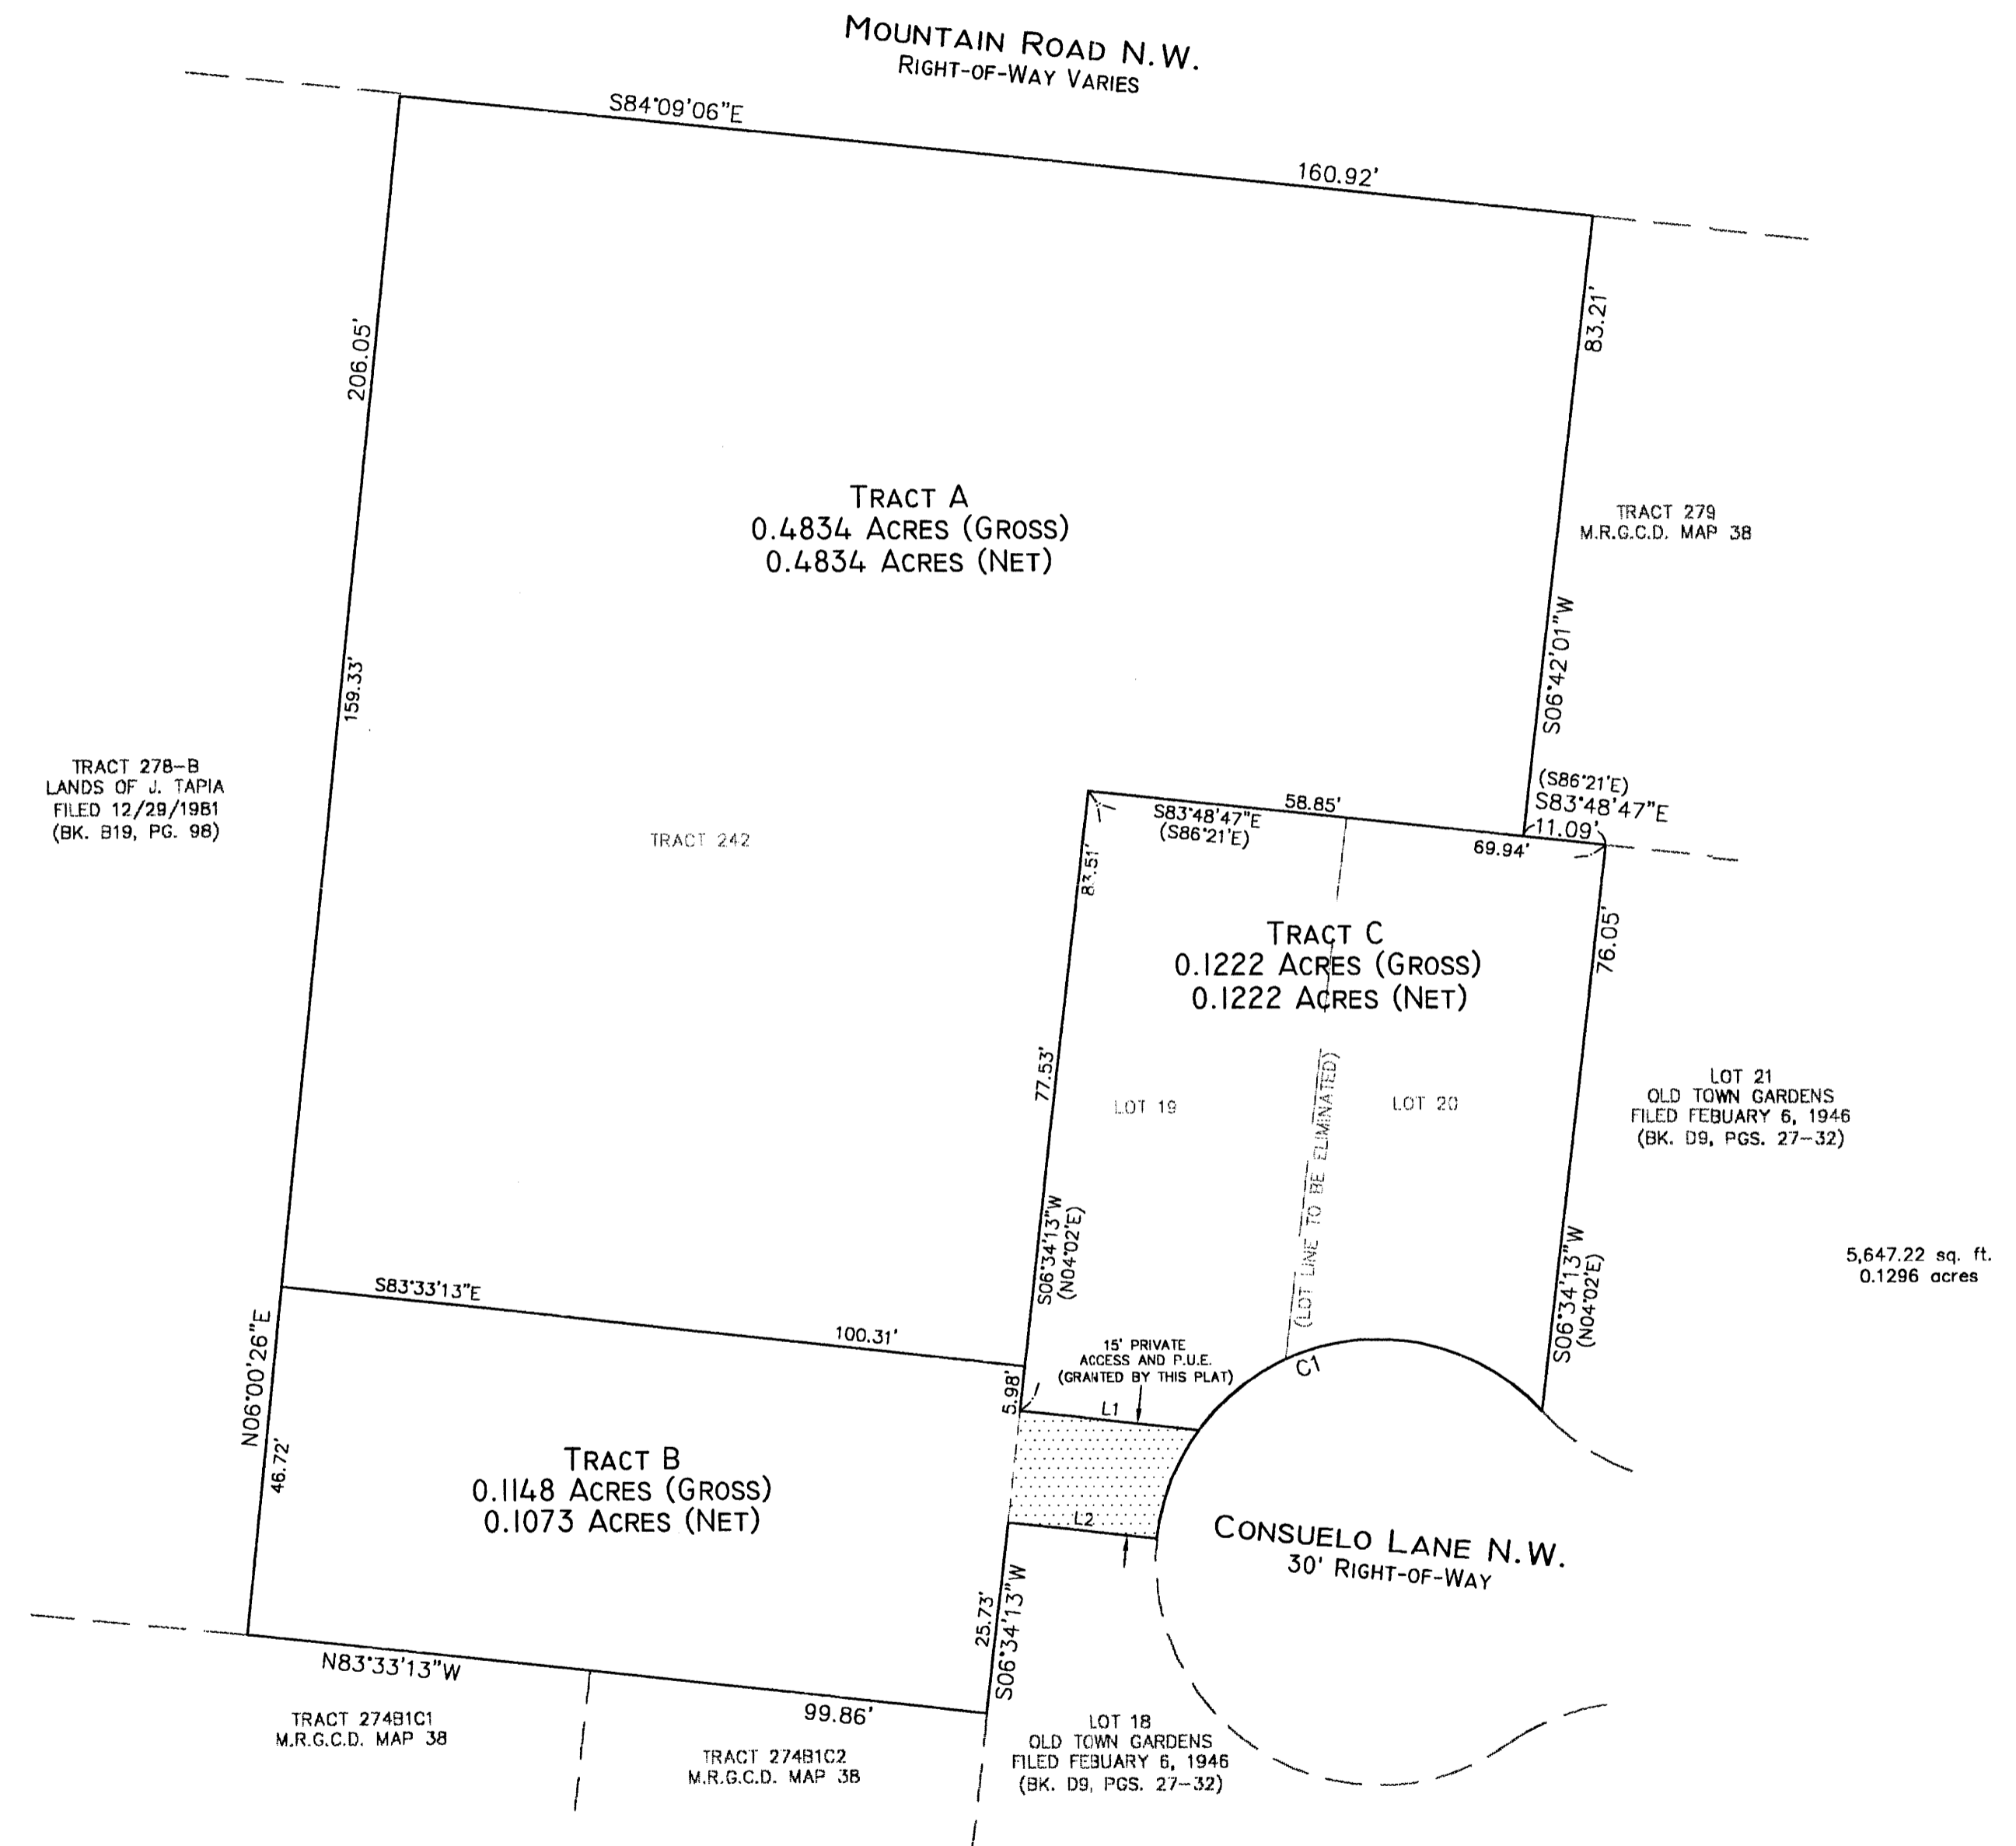 MOUNTAIN ROAD N.W.
RIGHT-OF-WAY VARIES
S84°09'06"E
160.92'
206.05'
83.21'
TRACT A
0.4834 ACRES (GROSS)
0.4834 ACRES (NET)
TRACT 279
M.R.G.C.D. MAP 38
159.33'
S06°42'01"W
TRACT 278-B
LANDS OF J. TAPIA
FILED 12/29/1981
(BK. B19, PG. 98)
TRACT 242
(S86°21'E)
S83°48'47"E
11.09'
58.85'
S83°48'47"E
(S86°21'E)
69.94'
83.51'
76.05'
TRACT C
0.1222 ACRES (GROSS)
0.1222 ACRES (NET)
77.53'
LOT 19
LOT 20
(LOT LINE TO BE ELIMINATED)
LOT 21
OLD TOWN GARDENS
FILED FEBUARY 6, 1946
(BK. D9, PGS. 27-32)
S06°34'13"W
(N04°02'E)
S06°34'13"W
(N04°02'E)
5,647.22 sq. ft.
0.1296 acres
S83°33'13"E
100.31'
N06°00'26"E
46.72'
15' PRIVATE
ACCESS AND P.U.E.
(GRANTED BY THIS PLAT)
C1
5.98'
L1
L2
TRACT B
0.1148 ACRES (GROSS)
0.1073 ACRES (NET)
CONSUELO LANE N.W.
30' RIGHT-OF-WAY
25.73'
S06°34'13"W
N83°33'13"W
99.86'
TRACT 274B1C1
M.R.G.C.D. MAP 38
TRACT 274B1C2
M.R.G.C.D. MAP 38
LOT 18
OLD TOWN GARDENS
FILED FEBUARY 6, 1946
(BK. D9, PGS. 27-32)